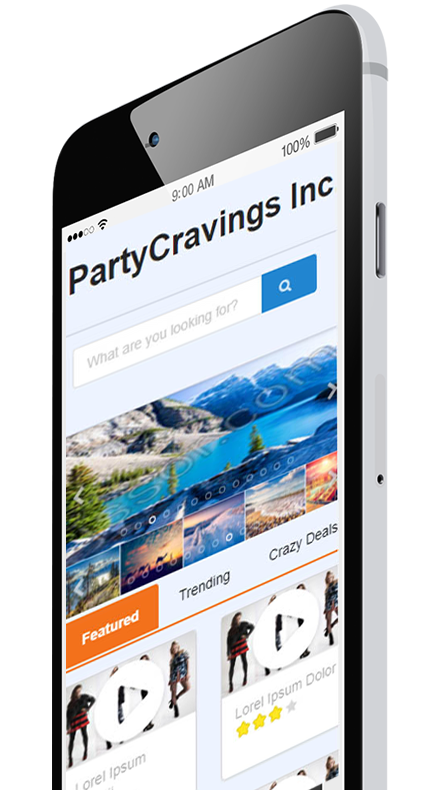 9:00 AM
100%
PartyCravings Inc
What are you looking for?
Featured
Trending
Crazy Deals
Lorel Ipsum Dolor
Lorel Ipsum